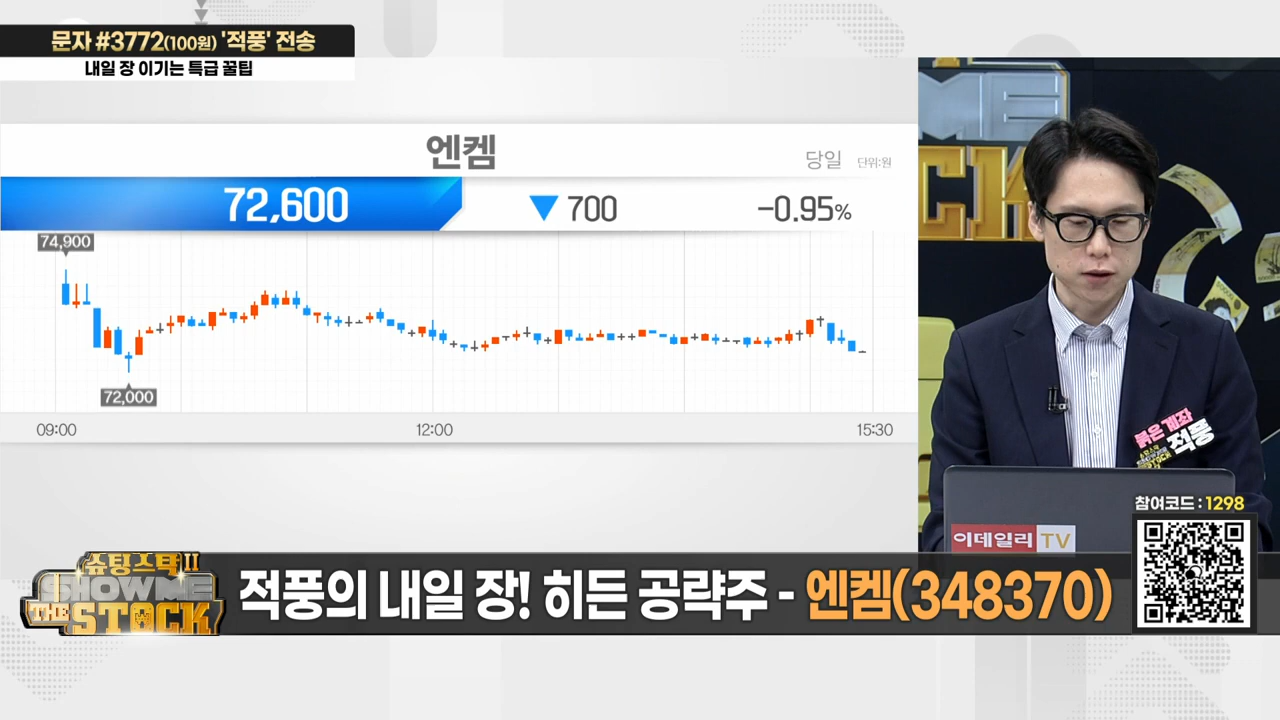 문자 #3772(100원) '적풍' 전송
내일 장 이기는 특급 꿀팁
엔켐
당일 단위:원
72,600 ▼ 700 -0.95%
74,900
72,000
09:00 12:00 15:30
ME
CK
붉은 계좌
적풍
이데일리 TV
참여코드 : 1298
슈팅스탁 II
SHOW ME
THE STOCK
적풍의 내일 장! 히든 공략주 - 엔켐(348370)